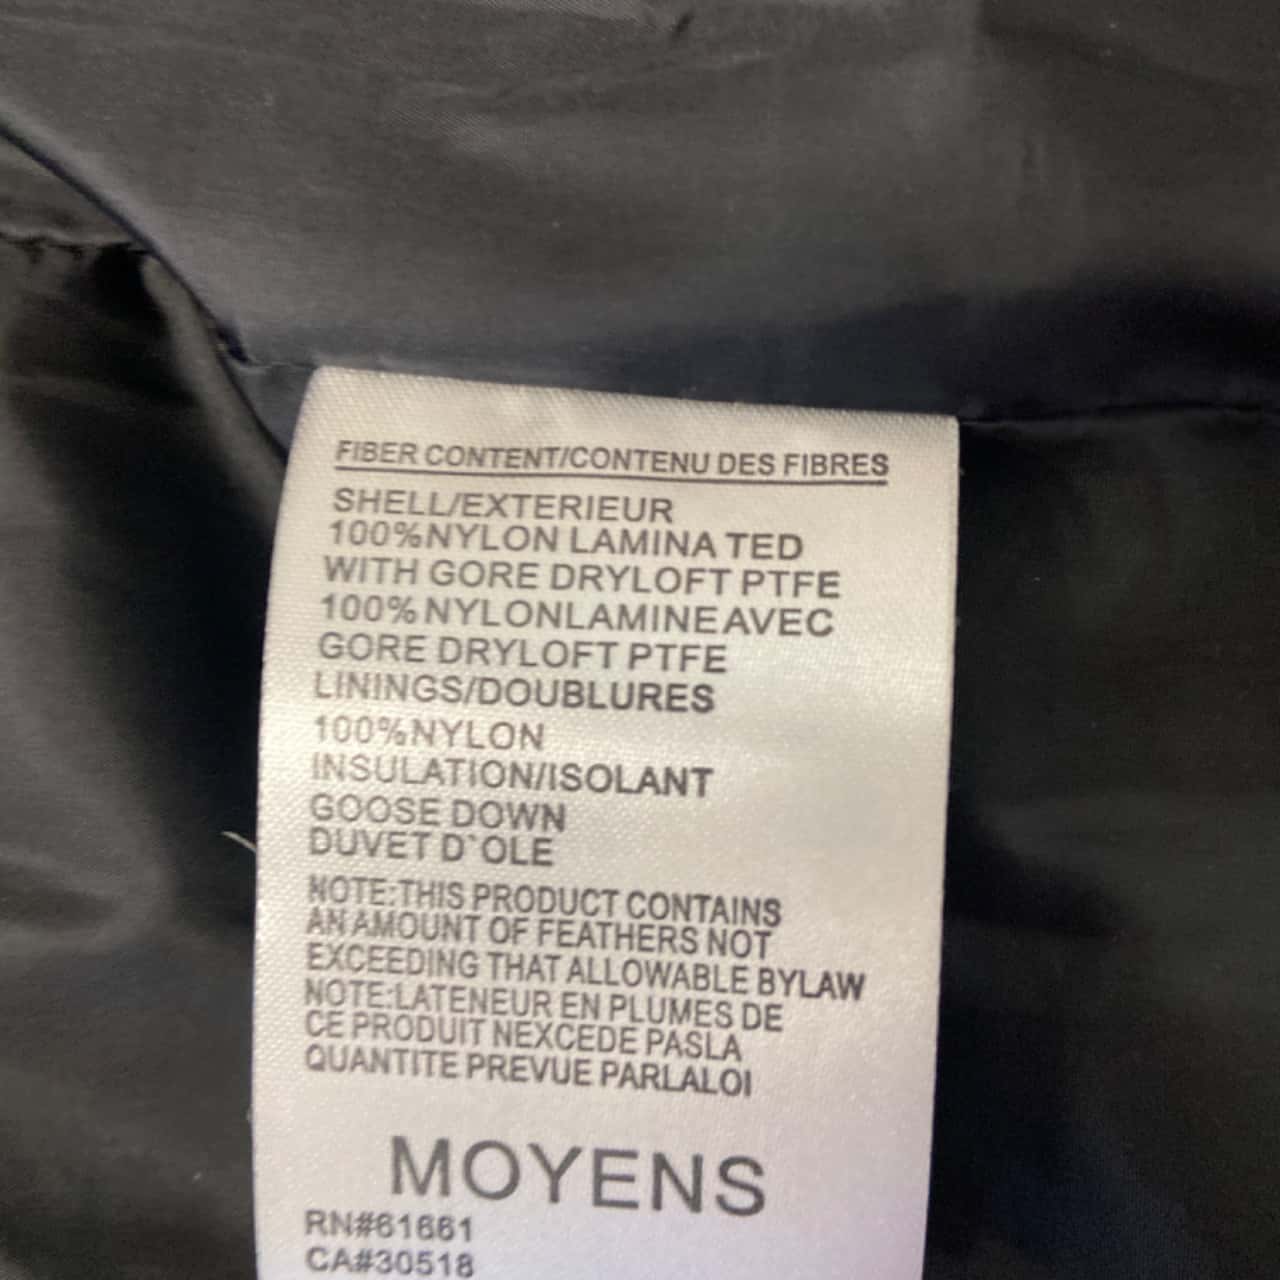 FIBER CONTENT/CONTENU DES FIBRES
SHELL/EXTERIEUR
100%NYLON LAMINA TED
WITH GORE DRYLOFT PTFE
100%NYLONLAMINEAVEC
GORE DRYLOFT PTFE
LININGS/DOUBLURES
100%NYLON
INSULATION/ISOLANT
GOOSE DOWN
DUVET D`OLE
NOTE:THIS PRODUCT CONTAINS
AN AMOUNT OF FEATHERS NOT
EXCEEDING THAT ALLOWABLE BYLAW
NOTE:LATENEUR EN PLUMES DE
CE PRODUIT NEXCEDE PASLA
QUANTITE PREVUE PARLALOI
MOYENS
RN#61661
CA#30518